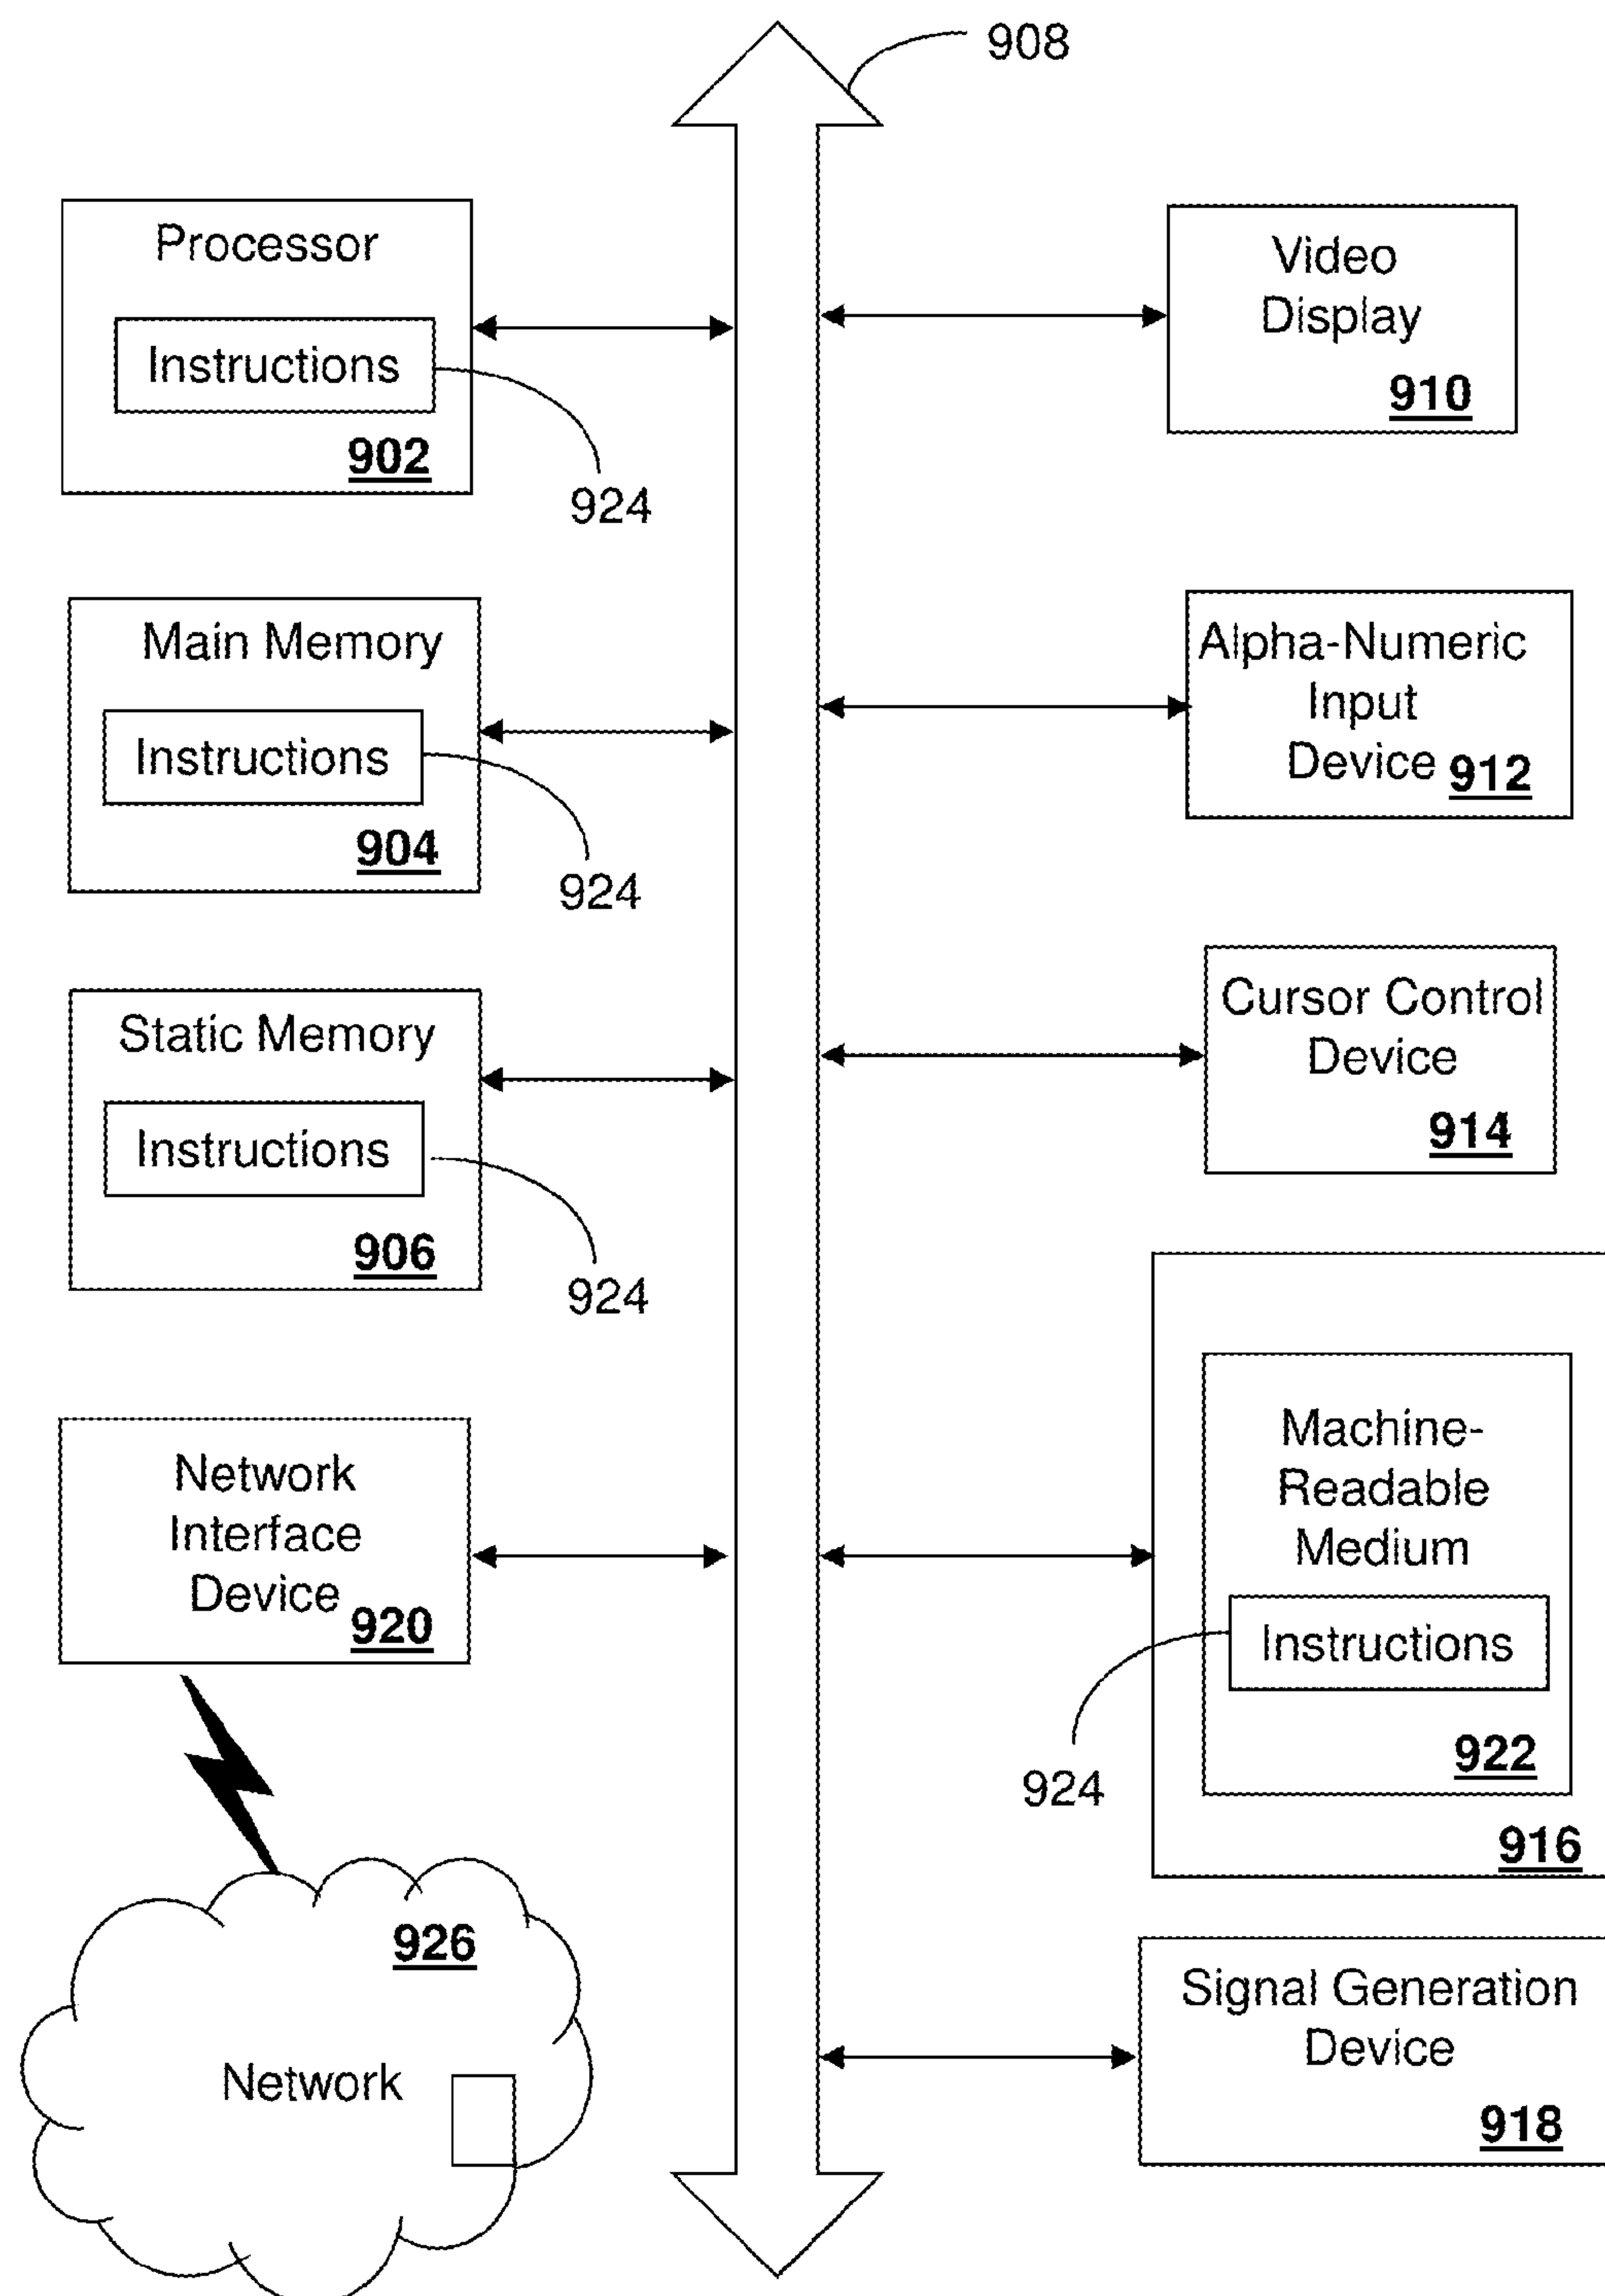 908
Processor
Instructions
902
924
Main Memory
Instructions
904
924
Static Memory
Instructions
906
924
Network
Interface
Device
920
926
Network
Video
Display
910
Alpha-Numeric
Input
Device
912
Cursor Control
Device
914
Machine-
Readable
Medium
Instructions
922
924
916
Signal Generation
Device
918